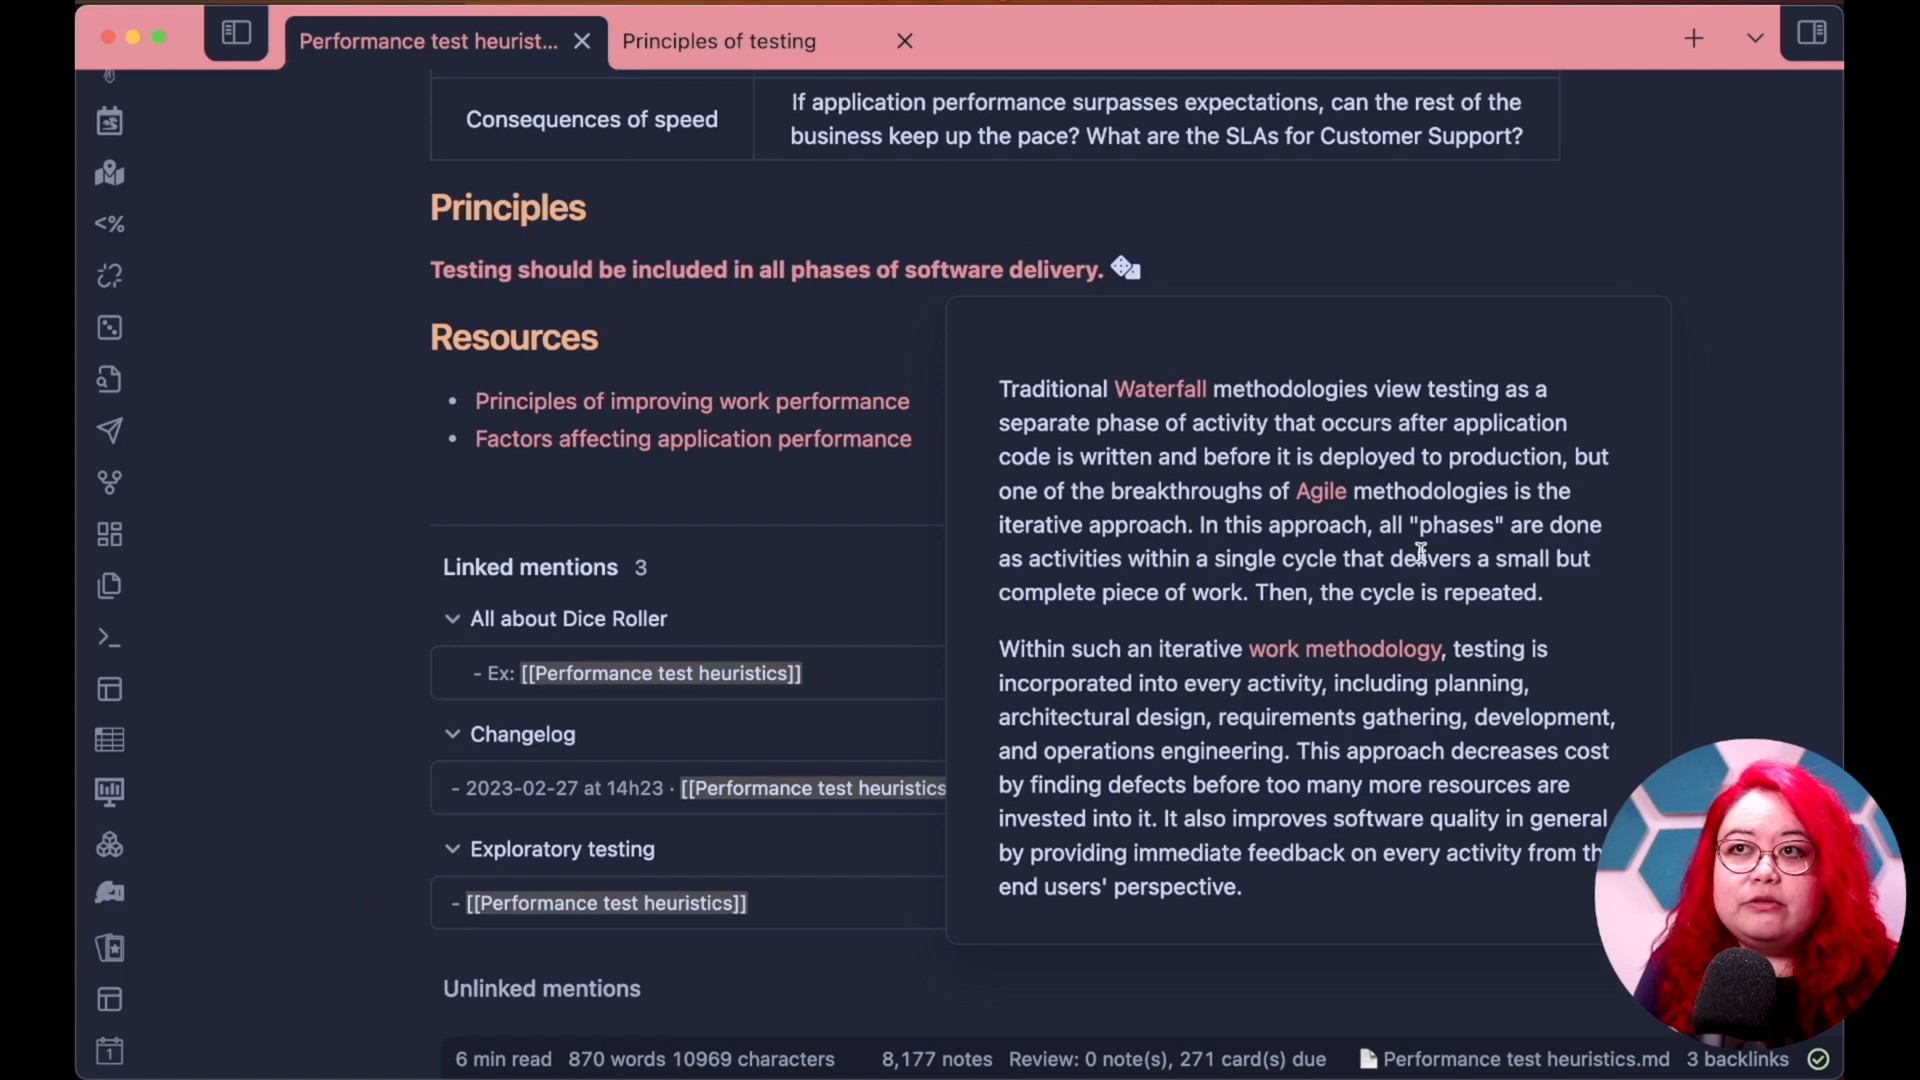 Performance test heurist...
Principles of testing
Consequences of speed
If application performance surpasses expectations, can the rest of the
business keep up the pace? What are the SLAs for Customer Support?
Principles
Testing should be included in all phases of software delivery.
Resources
• Principles of improving work performance
• Factors affecting application performance
Traditional Waterfall methodologies view testing as a
separate phase of activity that occurs after application
code is written and before it is deployed to production, but
one of the breakthroughs of Agile methodologies is the
iterative approach. In this approach, all "phases" are done
as activities within a single cycle that delivers a small but
complete piece of work. Then, the cycle is repeated.
Within such an iterative work methodology, testing is
incorporated into every activity, including planning,
architectural design, requirements gathering, development,
and operations engineering. This approach decreases cost
by finding defects before too many more resources are
invested into it. It also improves software quality in general
by providing immediate feedback on every activity from th
end users' perspective.
Linked mentions 3
All about Dice Roller
- Ex: [[Performance test heuristics]]
Changelog
- 2023-02-27 at 14h23 · [[Performance test heuristics
Exploratory testing
- [[Performance test heuristics]]
Unlinked mentions
<%
>_
1
6 min read 870 words 10969 characters 8,177 notes Review: 0 note(s), 271 card(s) due Performance test heuristics.md 3 backlinks